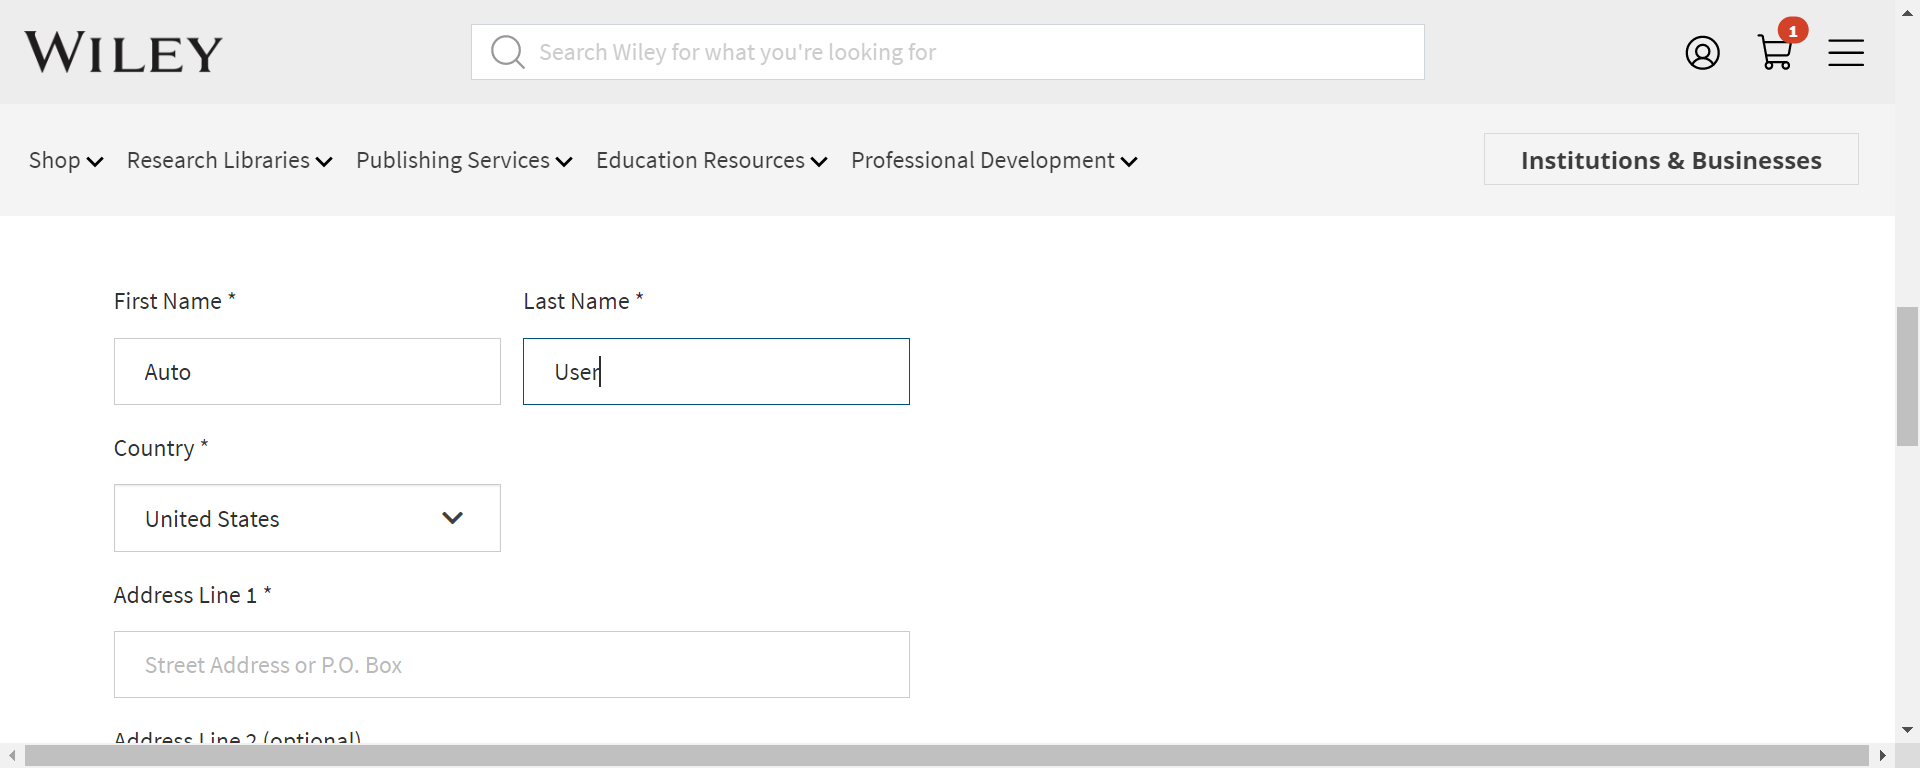 WILEY
Search Wiley for what you're looking for
1
Shop Research Libraries Publishing Services Education Resources Professional Development Institutions & Businesses
First Name * Last Name *
Auto User
Country *
United States
Address Line 1 *
Street Address or P.O. Box
Address Line 2 (optional)